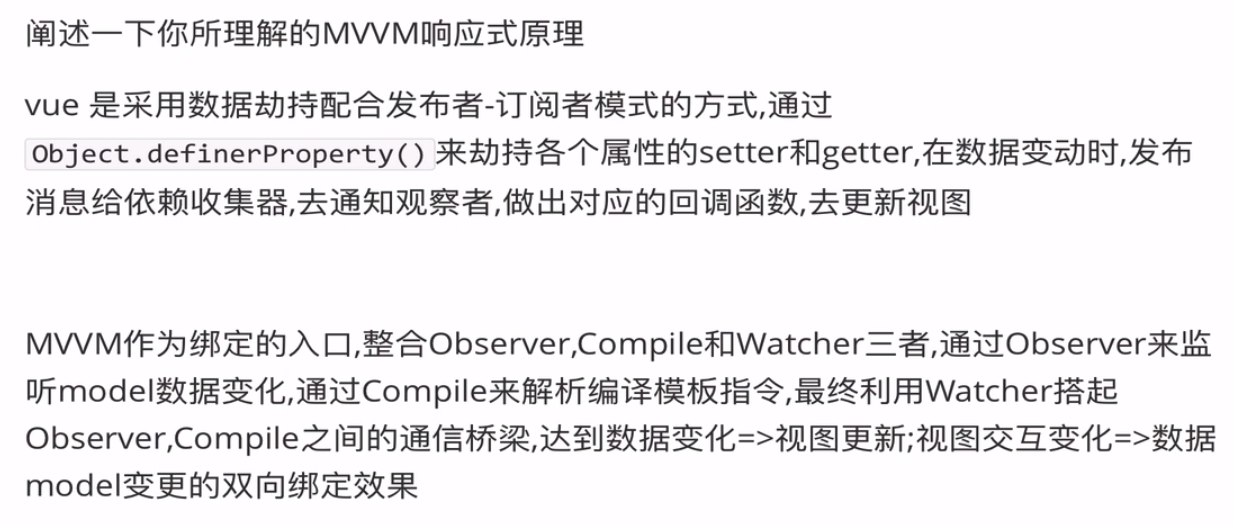 阐述一下你所理解的MVVM响应式原理
vue 是采用数据劫持配合发布者-订阅者模式的方式,通过
Object.definerProperty()来劫持各个属性的setter和getter,在数据变动时,发布
消息给依赖收集器,去通知观察者,做出对应的回调函数,去更新视图
MVVM作为绑定的入口,整合Observer,Compile和Watcher三者,通过Observer来监
听model数据变化,通过Compile来解析编译模板指令,最终利用Watcher搭起
Observer,Compile之间的通信桥梁,达到数据变化=>视图更新;视图交互变化=>数据
model变更的双向绑定效果